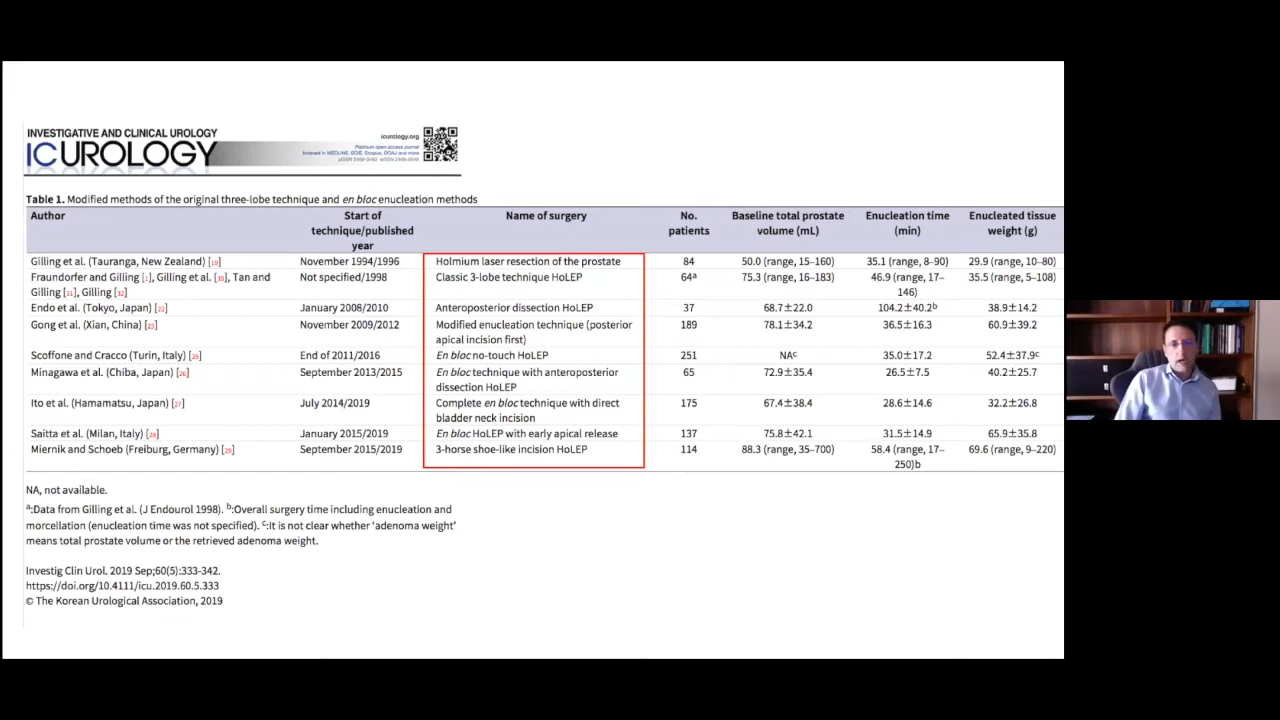 INVESTIGATIVE AND CLINICAL UROLOGY
ICUROLOGY
icurology.org
Platinum open access journal
Indexed in MEDLINE, SCIE, Scopus, DOAJ and more
Table 1. Modified methods of the original three-lobe technique and en bloc enucleation methods
Author Start of technique/published year Name of surgery No. patients Baseline total prostate volume (mL) Enucleation time (min) Enucleated tissue weight (g)
Gilling et al. (Tauranga, New Zealand) [19] November 1994/1996 Holmium laser resection of the prostate 84 50.0 (range, 15–160) 35.1 (range, 8–90) 29.9 (range, 10–80)
Fraundorfer and Gilling [1], Gilling et al. [30], Tan and Gilling [31], Gilling [32] Not specified/1998 Classic 3-lobe technique HoLEP 64a 75.3 (range, 16–183) 46.9 (range, 17–146) 35.5 (range, 5–108)
Endo et al. (Tokyo, Japan) [22] January 2008/2010 Anteroposterior dissection HoLEP 37 68.7±22.0 104.2±40.2b 38.9±14.2
Gong et al. (Xian, China) [23] November 2009/2012 Modified enucleation technique (posterior apical incision first) 189 78.1±34.2 36.5±16.3 60.9±39.2
Scoffone and Cracco (Turin, Italy) [25] End of 2011/2016 En bloc no-touch HoLEP 251 NAc 35.0±17.2 52.4±37.9c
Minagawa et al. (Chiba, Japan) [26] September 2013/2015 En bloc technique with anteroposterior dissection HoLEP 65 72.9±35.4 26.5±7.5 40.2±25.7
Ito et al. (Hamamatsu, Japan) [27] July 2014/2019 Complete en bloc technique with direct bladder neck incision 175 67.4±38.4 28.6±14.6 32.2±26.8
Saitta et al. (Milan, Italy) [28] January 2015/2019 En bloc HoLEP with early apical release 137 75.8±42.1 31.5±14.9 65.9±35.8
Miernik and Schoeb (Freiburg, Germany) [29] September 2015/2019 3-horse shoe-like incision HoLEP 114 88.3 (range, 35–700) 58.4 (range, 17–250)b 69.6 (range, 9–220)
NA, not available.
a:Data from Gilling et al. (J Endourol 1998). b:Overall surgery time including enucleation and
morcellation (enucleation time was not specified). c:It is not clear whether ‘adenoma weight’
means total prostate volume or the retrieved adenoma weight.
Investig Clin Urol. 2019 Sep;60(5):333-342.
https://doi.org/10.4111/icu.2019.60.5.333
© The Korean Urological Association, 2019